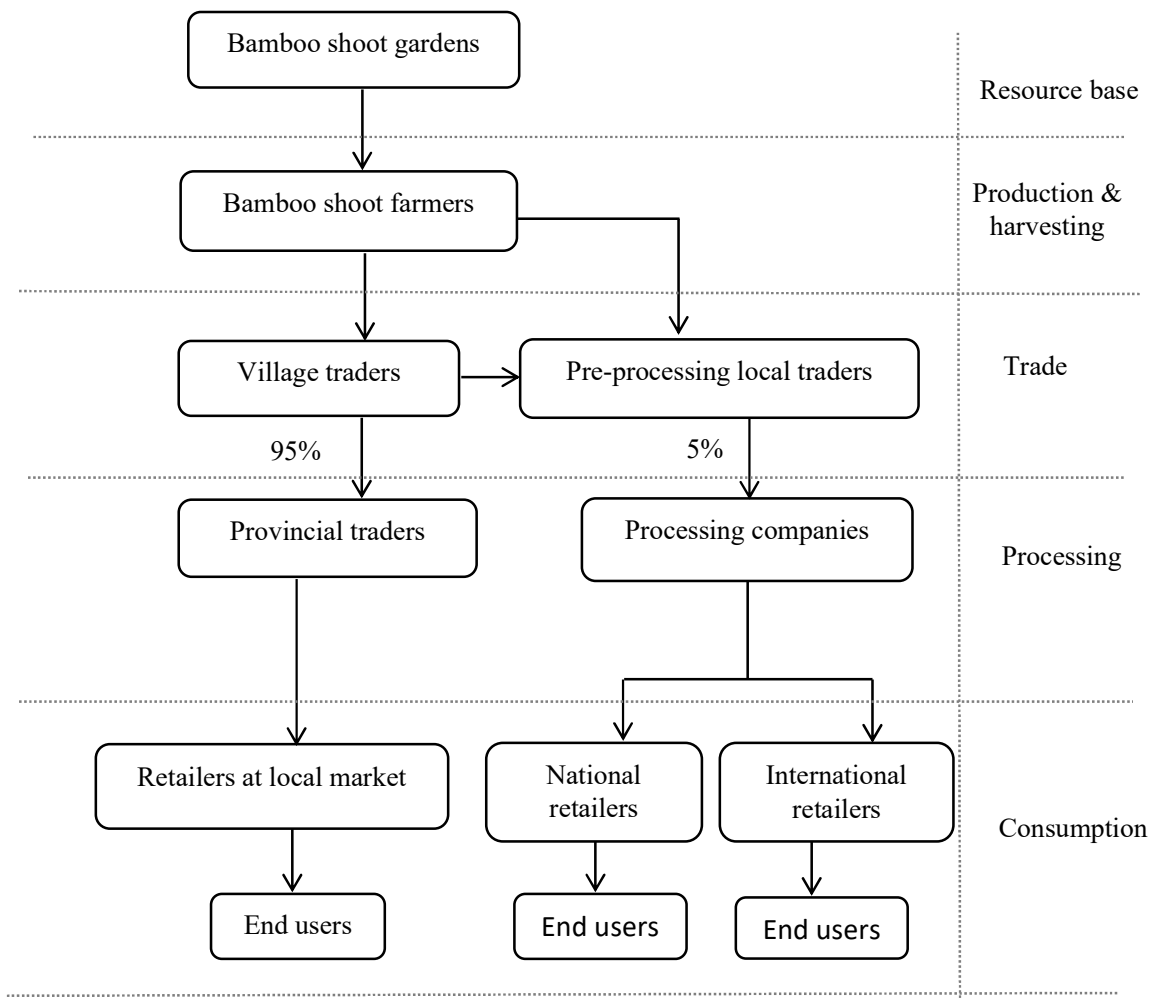 Bamboo shoot gardens
Resource base
Bamboo shoot farmers
Production &
harvesting
Village traders
Pre-processing local traders
Trade
95%
5%
Provincial traders
Processing companies
Processing
Retailers at local market
National
retailers
International
retailers
Consumption
End users
End users
End users